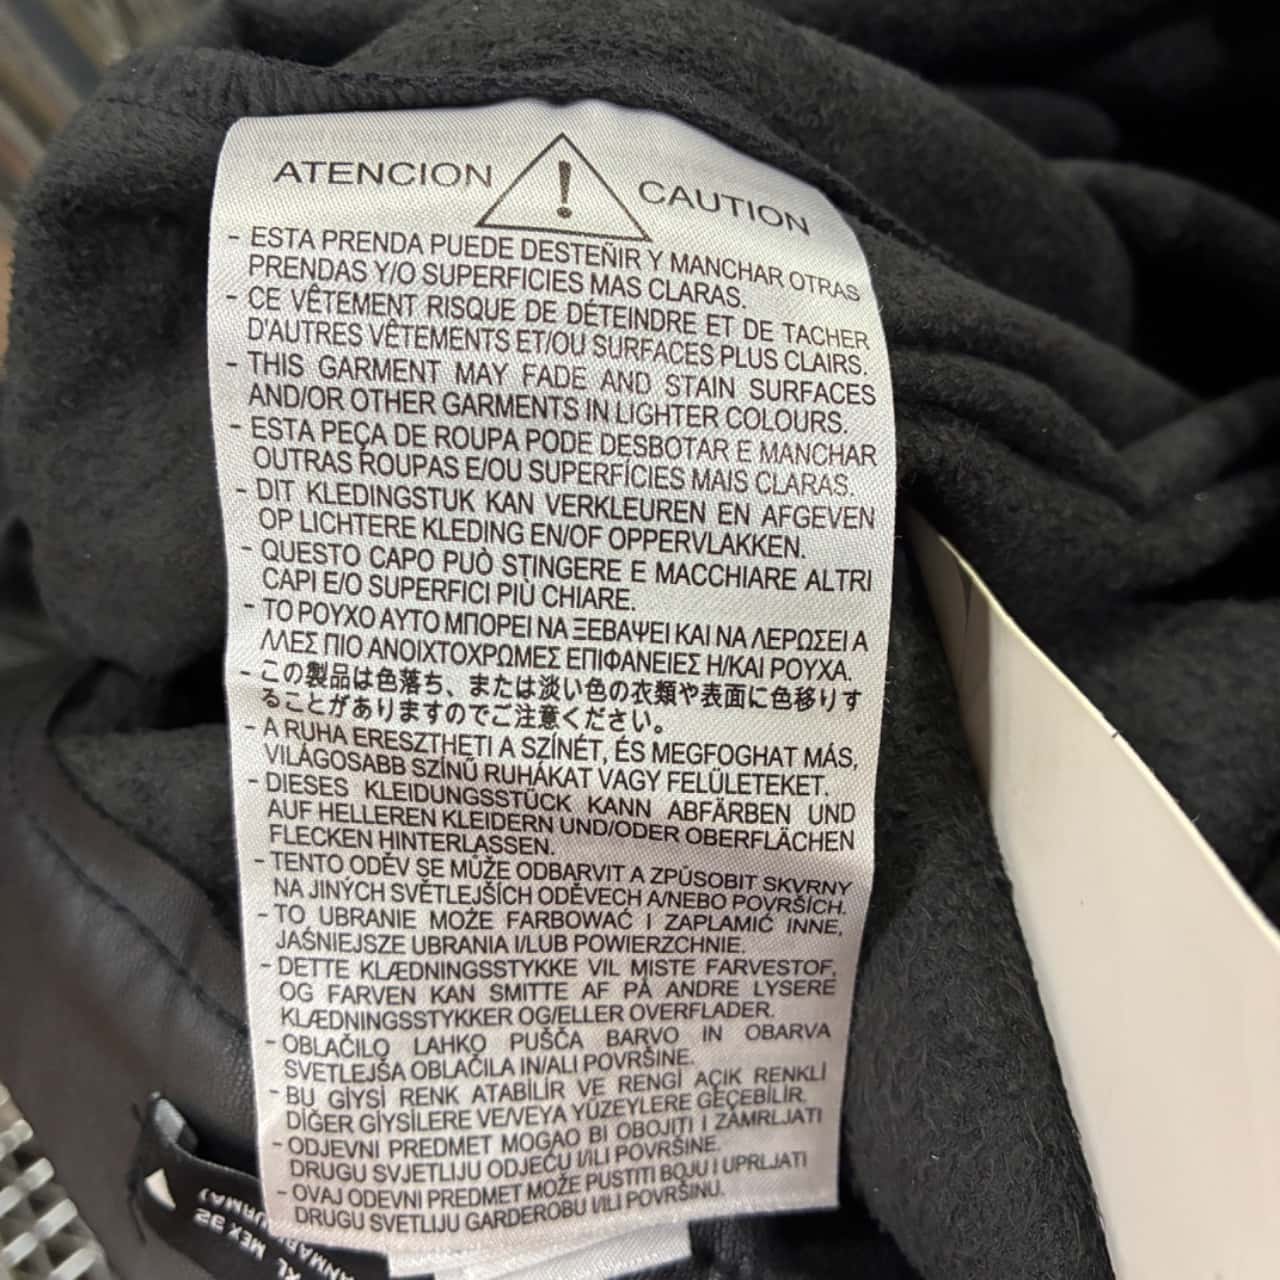 ATENCION ! CAUTION
- ESTA PRENDA PUEDE DESTEÑIR Y MANCHAR OTRAS
PRENDAS Y/O SUPERFICIES MAS CLARAS.
- CE VÊTEMENT RISQUE DE DÉTEINDRE ET DE TACHER
D'AUTRES VÊTEMENTS ET/OU SURFACES PLUS CLAIRS.
- THIS GARMENT MAY FADE AND STAIN SURFACES
AND/OR OTHER GARMENTS IN LIGHTER COLOURS.
- ESTA PEÇA DE ROUPA PODE DESBOTAR E MANCHAR
OUTRAS ROUPAS E/OU SUPERFÍCIES MAIS CLARAS.
- DIT KLEDINGSTUK KAN VERKLEUREN EN AFGEVEN
OP LICHTERE KLEDING EN/OF OPPERVLAKKEN.
- QUESTO CAPO PUÒ STINGERE E MACCHIARE ALTRI
CAPI E/O SUPERFICI PIÙ CHIARE.
- ΤΟ ΡΟΥΧΟ ΑΥΤΟ ΜΠΟΡΕΙ ΝΑ ΞΕΒΑΨΕΙ ΚΑΙ ΝΑ ΛΕΡΩΣΕΙ Α
ΛΛΕΣ ΠΙΟ ΑΝΟΙΧΤΟΧΡΩΜΕΣ ΕΠΙΦΑΝΕΙΕΣ Η/ΚΑΙ ΡΟΥΧΑ.
- この製品は色落ち、または淡い色の衣類や表面に色移りす
ることがありますのでご注意ください。
- A RUHA ERESZTHETI A SZÍNÉT, ÉS MEGFOGHAT MÁS,
VILÁGOSABB SZÍNŰ RUHÁKAT VAGY FELÜLETEKET.
- DIESES KLEIDUNGSSTÜCK KANN ABFÄRBEN UND
AUF HELLEREN KLEIDERN UND/ODER OBERFLÄCHEN
FLECKEN HINTERLASSEN.
- TENTO ODĚV SE MŮŽE ODBARVIT A ZPŮSOBIT SKVRNY
NA JINÝCH SVĚTLEJŠÍCH ODĚVECH A/NEBO POVRŠÍCH.
- TO UBRANIE MOŻE FARBOWAĆ I ZAPLAMIĆ INNE,
JAŚNIEJSZE UBRANIA I/LUB POWIERZCHNIE.
- DETTE KLÆDNINGSSTYKKE VIL MISTE FARVESTOF,
OG FARVEN KAN SMITTE AF PÅ ANDRE LYSERE
KLÆDNINGSSTYKKER OG/ELLER OVERFLADER.
- OBLAČILO LAHKO PUŠČA BARVO IN OBARVA
SVETLEJŠA OBLAČILA IN/ALI POVRŠINE.
- BU GİYSİ RENK ATABİLİR VE RENGİ AÇIK RENKLİ
DİĞER GİYSİLERE VE/VEYA YÜZEYLERE GEÇEBİLİR.
- ODJEVNI PREDMET MOGAO BI OBOJITI I ZAMRLJATI
DRUGU SVJETLIJU ODJEĆU I/ILI POVRŠINE.
- OVAJ ODEVNI PREDMET MOŽE PUSTITI BOJU I UPRLJATI
DRUGU SVETLIJU GARDEROBU I/ILI POVRŠINU.
XL MEX 32